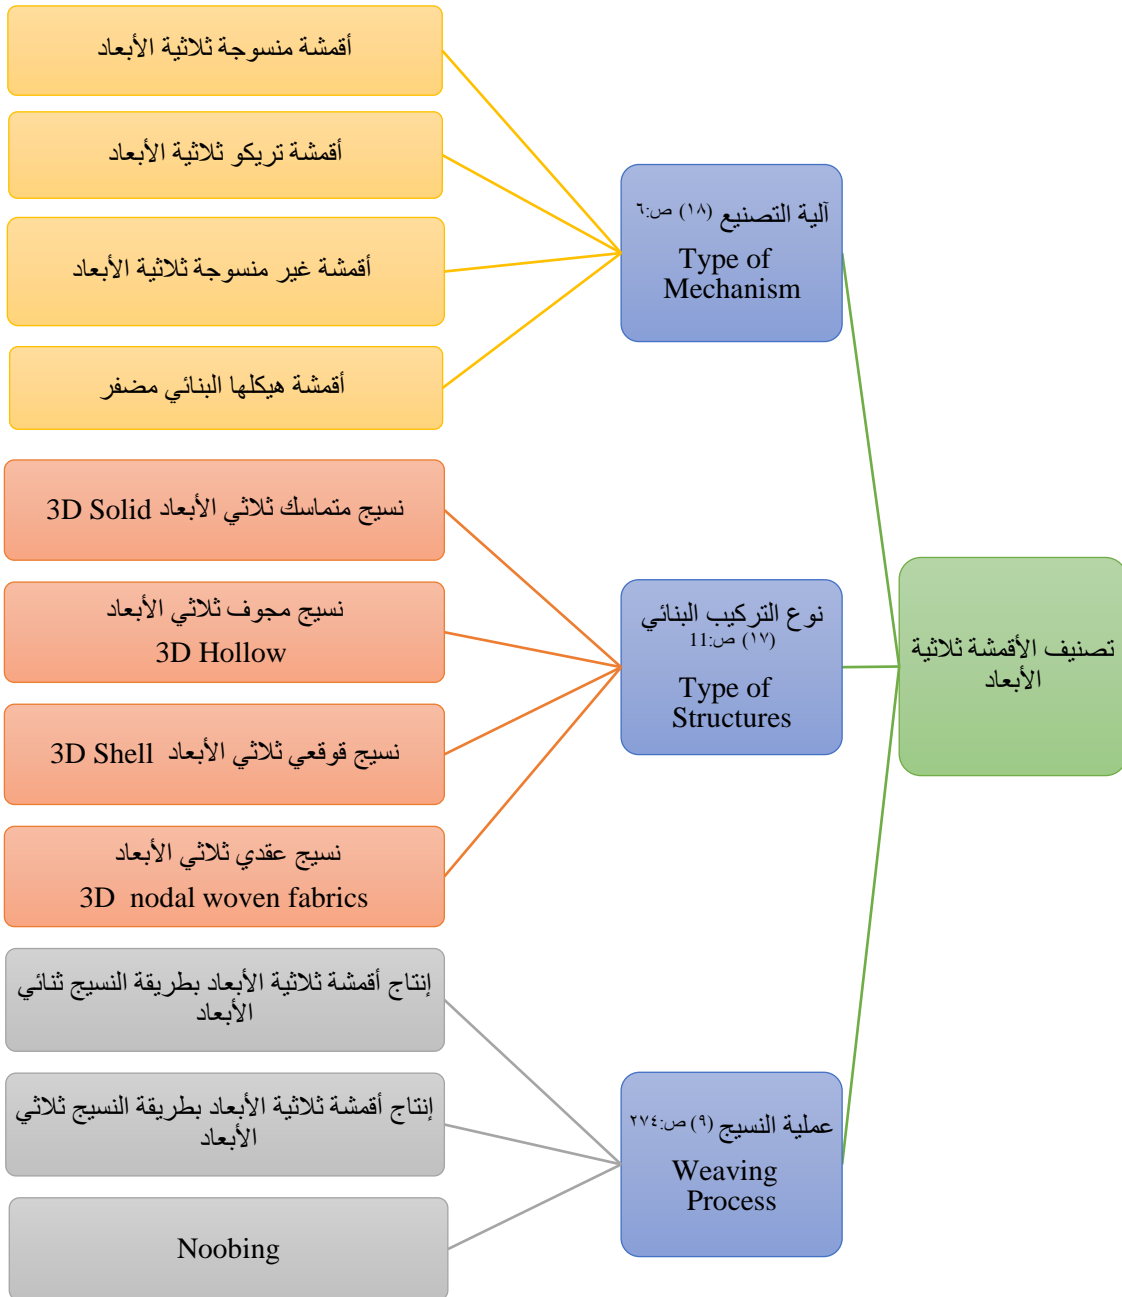 تصنيف الأقمشة ثلاثية
الأبعاد
آلية التصنيع (١٨) ص:٦
Type of
Mechanism
أقمشة منسوجة ثلاثية الأبعاد
أقمشة تريكو ثلاثية الأبعاد
أقمشة غير منسوجة ثلاثية الأبعاد
أقمشة هيكلها البنائي مضفر
نوع التركيب البنائي
(١٧) ص:11
Type of
Structures
نسيج متماسك ثلاثي الأبعاد 3D Solid
نسيج مجوف ثلاثي الأبعاد
3D Hollow
نسيج قوقعي ثلاثي الأبعاد 3D Shell
نسيج عقدي ثلاثي الأبعاد
3D nodal woven fabrics
عملية النسيج (٩) ص:٢٧٤
Weaving
Process
إنتاج أقمشة ثلاثية الأبعاد بطريقة النسيج ثنائي
الأبعاد
إنتاج أقمشة ثلاثية الأبعاد بطريقة النسيج ثلاثي
الأبعاد
Noobing